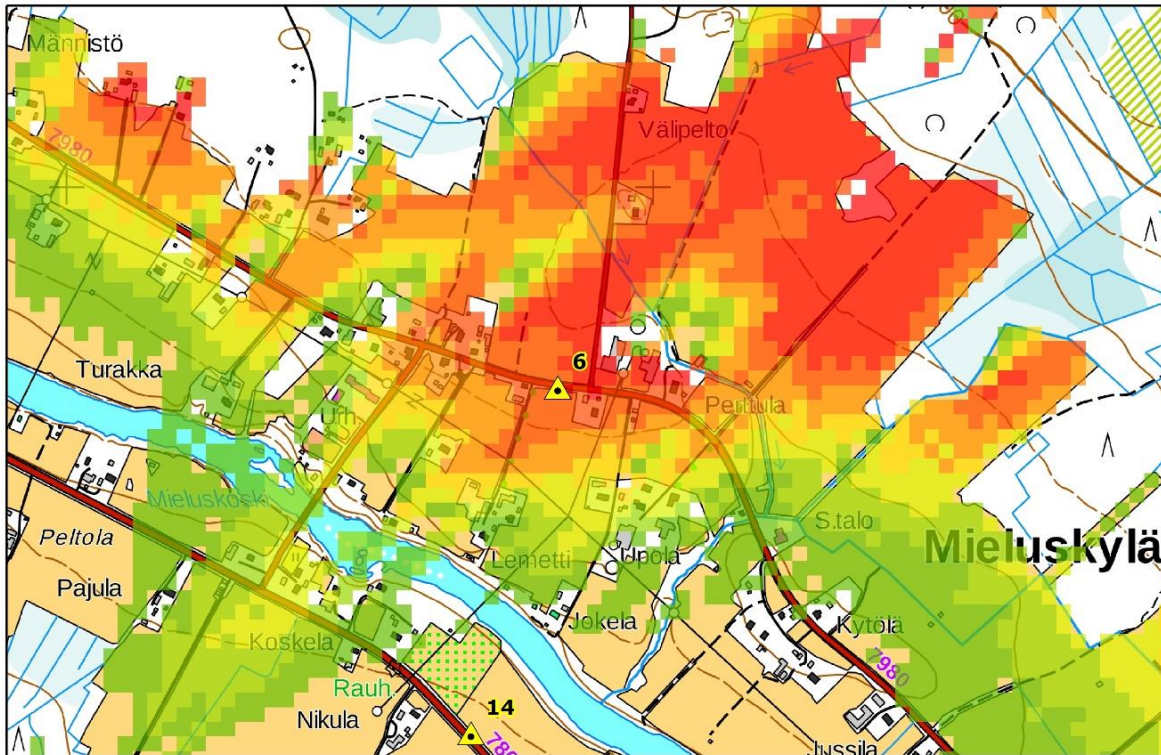 Männistö
7980
Välipelto
6
Turakka
Perttula
Urh.
Mieluskoski
S.talo
Peltola
Lemetti
Upola
Mieluskylä
Pajula
Jokela
Kytölä
Koskela
7980
Rauh.
Nikula
14
Jussila